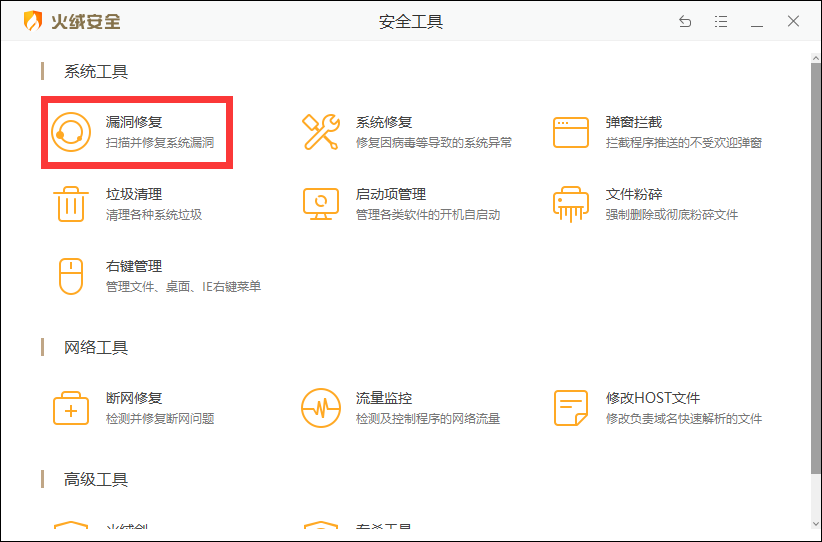 火绒安全
安全工具
系统工具
漏洞修复
扫描并修复系统漏洞
系统修复
修复因病毒等导致的系统异常
弹窗拦截
拦截程序推送的不受欢迎弹窗
垃圾清理
清理各种系统垃圾
启动项管理
管理各类软件的开机自启动
文件粉碎
强制删除或彻底粉碎文件
右键管理
管理文件、桌面、IE右键菜单
网络工具
断网修复
检测并修复断网问题
流量监控
检测及控制程序的网络流量
修改HOST文件
修改负责域名快速解析的文件
高级工具
火绒剑
专杀工具